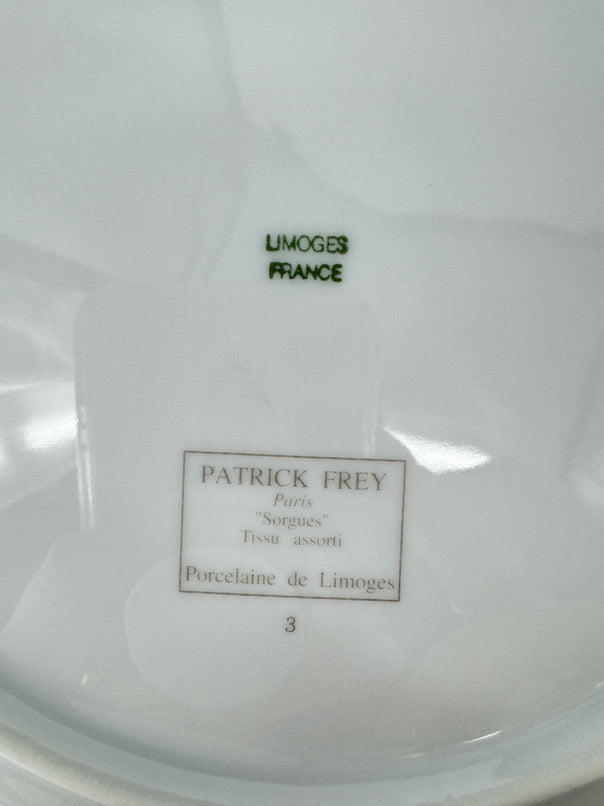 LIMOGES
FRANCE
PATRICK FREY
Paris
"Sorgues"
Tissu assorti
Porcelaine de Limoges
3